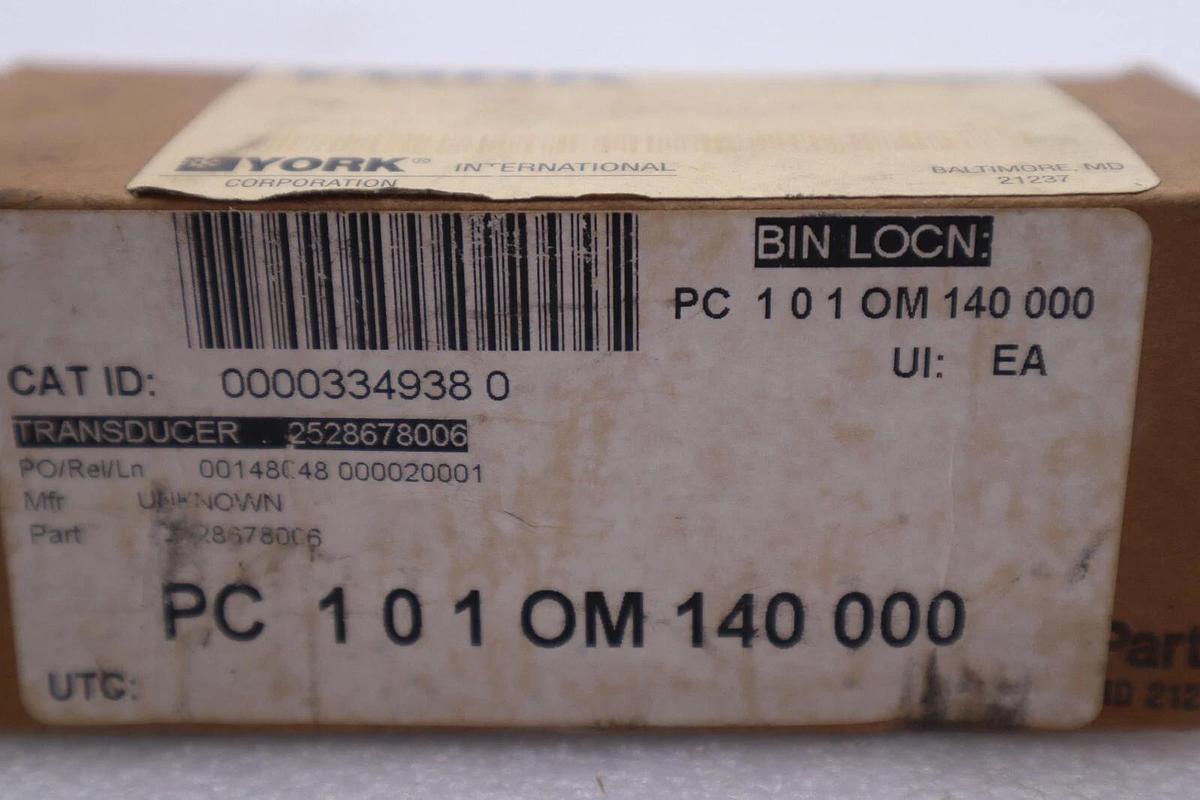 YORK® INTERNATIONAL
CORPORATION
BALTIMORE, MD
21237
BIN LOCN:
PC 1 0 1 OM 140 000
UI: EA
CAT ID: 0000334938 0
TRANSDUCER 2528678006
PO/Rel/Ln 000020001
Mfr UNKNOWN
Part
PC 1 0 1 OM 140 000
UTC:
Part